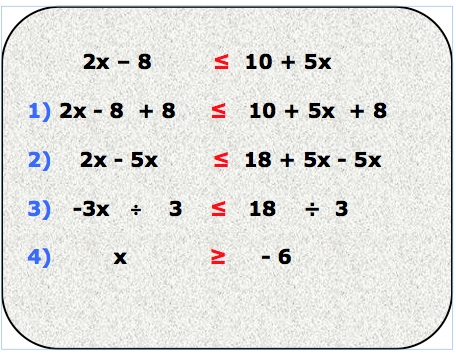 2x – 8 ≤ 10 + 5x
1) 2x - 8 + 8 ≤ 10 + 5x + 8
2) 2x - 5x ≤ 18 + 5x - 5x
3) -3x ÷ 3 ≤ 18 ÷ 3
4) x ≥ - 6